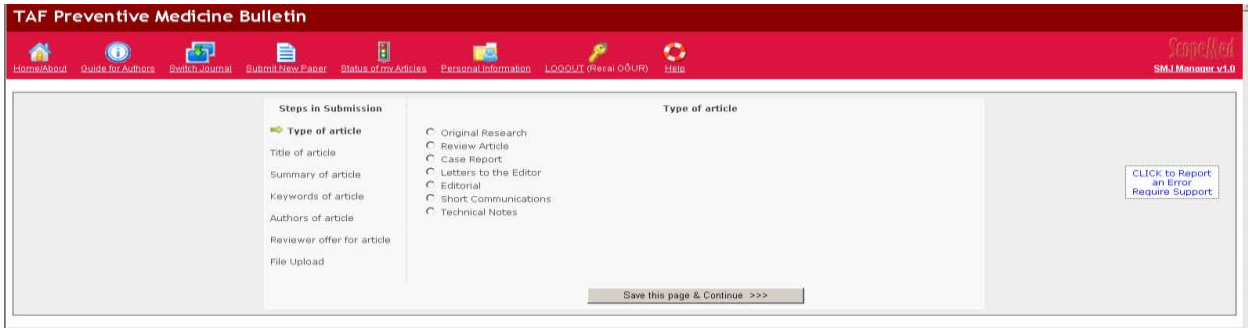 TAF Preventive Medicine Bulletin
Home/About Guide for Authors Switch Journal Submit New Paper Status of my Articles Personal Information LOGOUT (Recai OĞUR) Help
ScopeMed
SMJ Manager v1.0
Steps in Submission
Type of article
Title of article
Summary of article
Keywords of article
Authors of article
Reviewer offer for article
File Upload
Type of article
Original Research
Review Article
Case Report
Letters to the Editor
Editorial
Short Communications
Technical Notes
Save this page & Continue >>>
CLICK to Report
an Error
Require Support